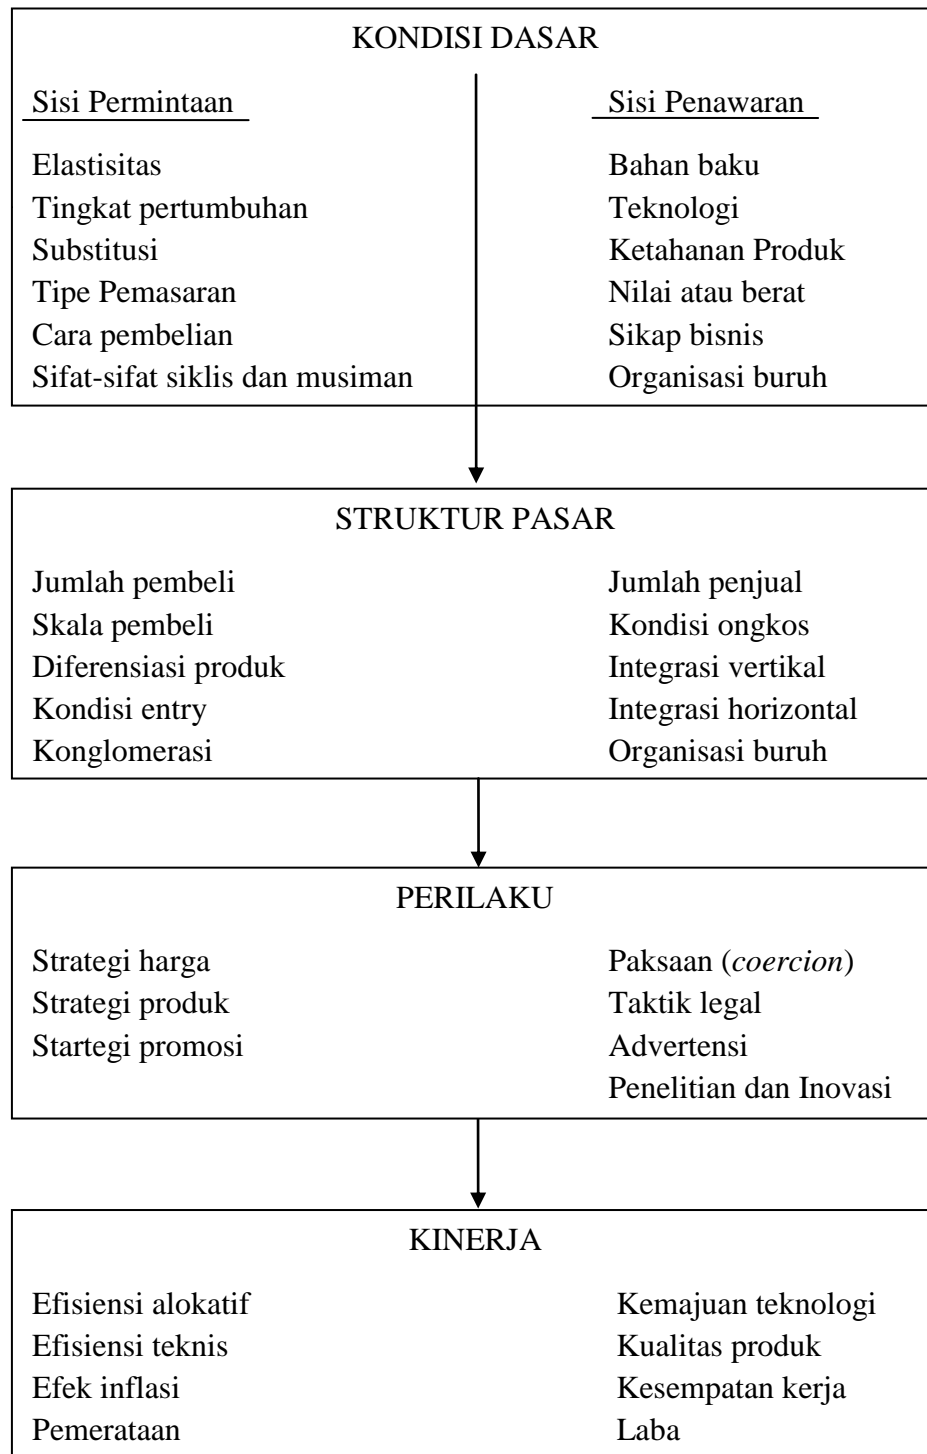 KONDISI DASAR
Sisi Permintaan
Sisi Penawaran
Elastisitas
Bahan baku
Tingkat pertumbuhan
Teknologi
Substitusi
Ketahanan Produk
Tipe Pemasaran
Nilai atau berat
Cara pembelian
Sikap bisnis
Sifat-sifat siklis dan musiman
Organisasi buruh
STRUKTUR PASAR
Jumlah pembeli
Jumlah penjual
Skala pembeli
Kondisi ongkos
Diferensiasi produk
Integrasi vertikal
Kondisi entry
Integrasi horizontal
Konglomerasi
Organisasi buruh
PERILAKU
Strategi harga
Paksaan (coercion)
Strategi produk
Taktik legal
Startegi promosi
Advertensi
Penelitian dan Inovasi
KINERJA
Efisiensi alokatif
Kemajuan teknologi
Efisiensi teknis
Kualitas produk
Efek inflasi
Kesempatan kerja
Pemerataan
Laba